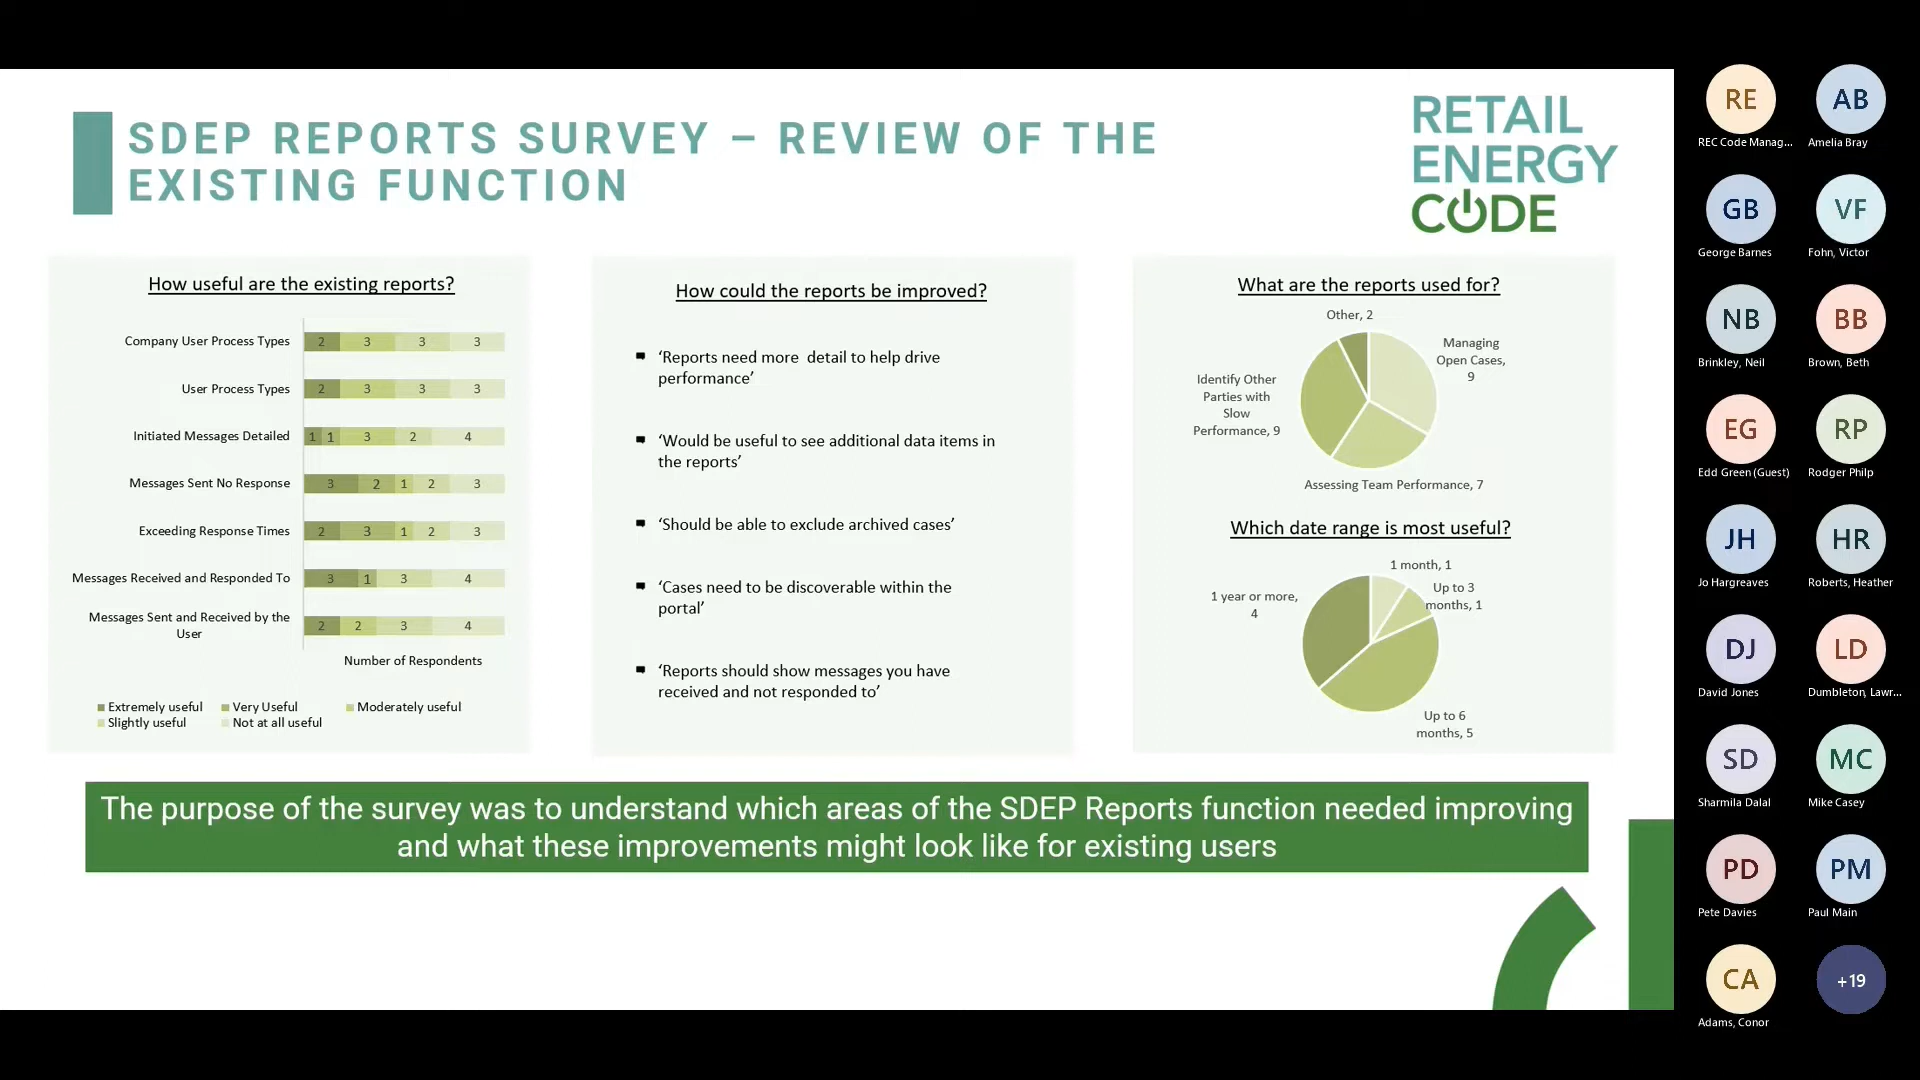 SDEP REPORTS SURVEY – REVIEW OF THE
EXISTING FUNCTION
RETAIL
ENERGY
CODE
How useful are the existing reports?
Company User Process Types 2 3 3 3
User Process Types 2 3 3 3
Initiated Messages Detailed 1 1 3 2 4
Messages Sent No Response 3 2 1 2 3
Exceeding Response Times 2 3 1 2 3
Messages Received and Responded To 3 1 3 4
Messages Sent and Received by the
User 2 2 3 4
Number of Respondents
Extremely useful Very Useful Moderately useful
Slightly useful Not at all useful
How could the reports be improved?
‘Reports need more detail to help drive
performance’
‘Would be useful to see additional data items in
the reports’
‘Should be able to exclude archived cases’
‘Cases need to be discoverable within the
portal’
‘Reports should show messages you have
received and not responded to’
What are the reports used for?
Other, 2
Managing
Open Cases,
9
Identify Other
Parties with
Slow
Performance, 9
Assessing Team Performance, 7
Which date range is most useful?
1 month, 1
Up to 3
months, 1
1 year or more,
4
Up to 6
months, 5
The purpose of the survey was to understand which areas of the SDEP Reports function needed improving
and what these improvements might look like for existing users
RE AB
REC Code Manag... Amelia Bray
GB VF
George Barnes Fohn, Victor
NB BB
Brinkley, Neil Brown, Beth
EG RP
Edd Green (Guest) Rodger Philp
JH HR
Jo Hargreaves Roberts, Heather
DJ LD
David Jones Dumbleton, Lawr...
SD MC
Sharmila Dalal Mike Casey
PD PM
Pete Davies Paul Main
CA +19
Adams, Conor